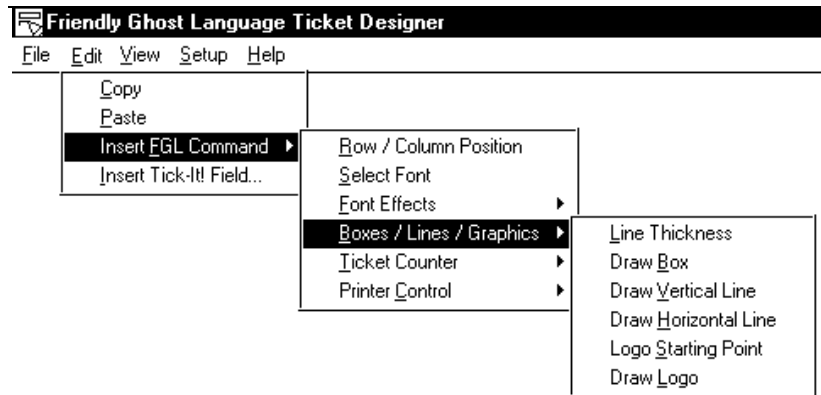 Friendly Ghost Language Ticket Designer
File Edit View Setup Help
Copy
Paste
Insert FGL Command
Insert Tick-It! Field...
Row / Column Position
Select Font
Font Effects
Boxes / Lines / Graphics
Ticket Counter
Printer Control
Line Thickness
Draw Box
Draw Vertical Line
Draw Horizontal Line
Logo Starting Point
Draw Logo